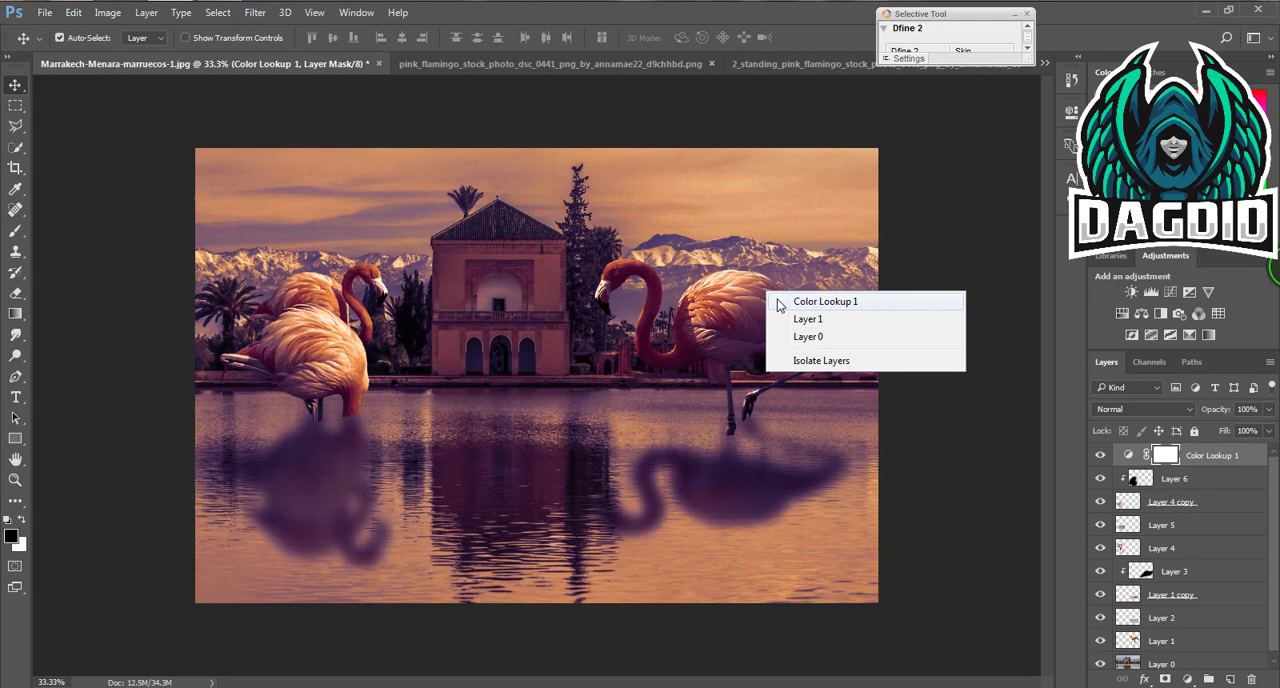 Ps File Edit Image Layer Type Select Filter 3D View Window Help
Selective Tool
Dfine 2
Dfine 2 Skin
Settings
Auto-Select: Layer Show Transform Controls 3D Mode:
Marrakech-Menara-marruecos-1.jpg @ 33.3% (Color Lookup 1, Layer Mask/8) *
pink_flamingo_stock_photo_dsc_0441_png_by_annamae22_d9chhbd.png
Color Lookup 1
Layer 1
Layer 0
Isolate Layers
DAGDID
Libraries Adjustments
Add an adjustment
Layers Channels Paths
Kind
Normal Opacity: 100%
Lock: Fill: 100%
Color Lookup 1
Layer 6
Layer 4 copy
Layer 5
Layer 4
Layer 3
Layer 1 copy
Layer 2
Layer 1
Layer 0
33.33% Doc: 12.5M/34.3M